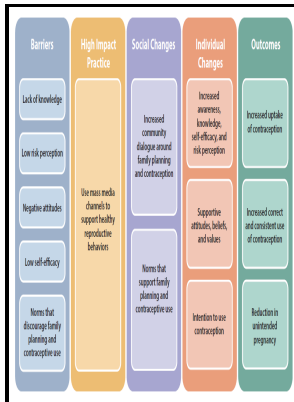 Barriers
Lack of knowledge
Low risk perception
Negative attitudes
Low self-efficacy
Norms that
discourage family
planning and
contraceptive use
High Impact
Practice
Use mass media
channels to
support healthy
reproductive
behaviors
Social Changes
Increased
community
dialogue around
family planning
and contraception
Norms that
support family
planning and
contraceptive use
Individual
Changes
Increased
awareness,
knowledge,
self-efficacy, and
risk perception
Supportive
attitudes, beliefs,
and values
Intention to use
contraception
Outcomes
Increased uptake
of contraception
Increased correct
and consistent use
of contraception
Reduction in
unintended
pregnancy